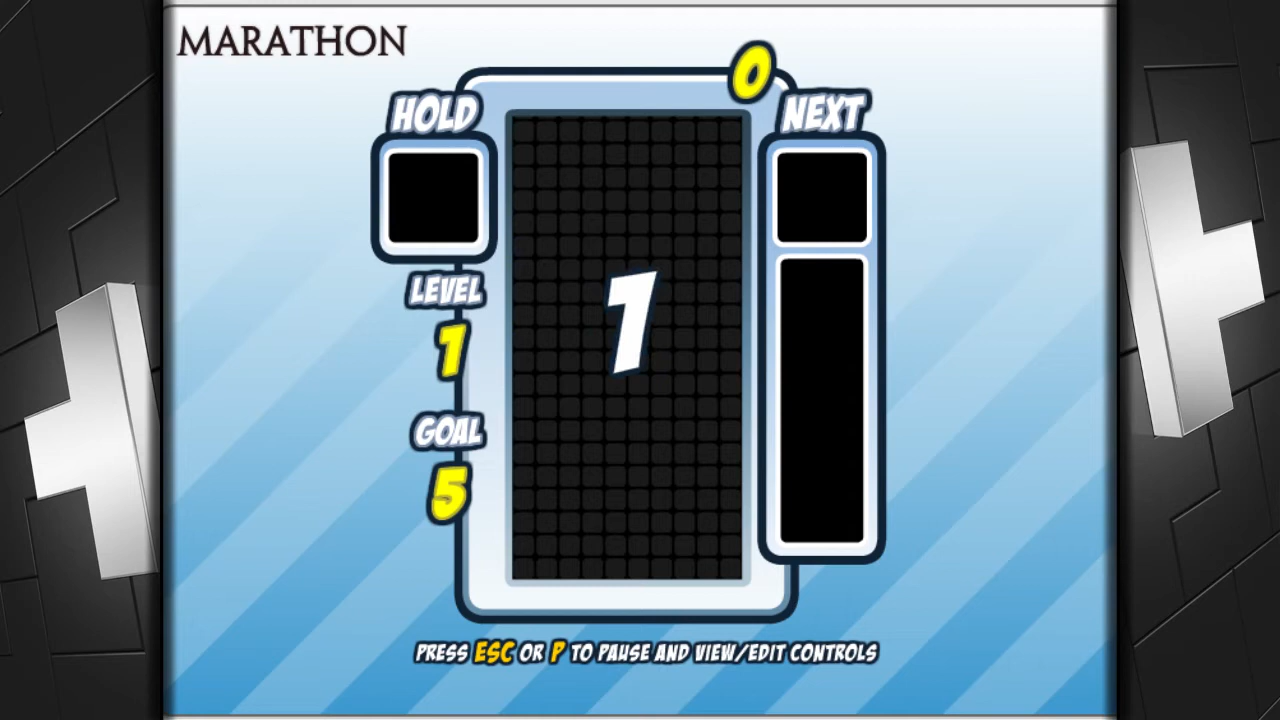 MARATHON
0
HOLD
NEXT
1
LEVEL
1
GOAL
5
PRESS ESC OR P TO PAUSE AND VIEW/EDIT CONTROLS